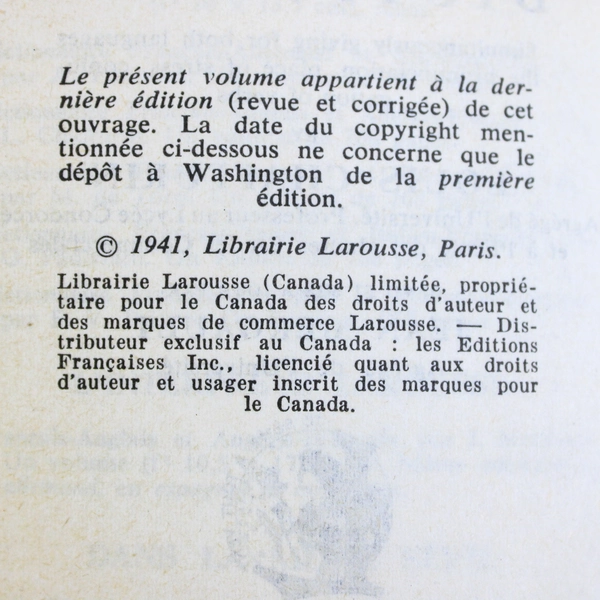 Le présent volume appartient à la der-
nière édition (revue et corrigée) de cet
ouvrage. La date du copyright men-
tionnée ci-dessous ne concerne que le
dépôt à Washington de la première
édition.
© 1941, Librairie Larousse, Paris.
Librairie Larousse (Canada) limitée, proprié-
taire pour le Canada des droits d'auteur et
des marques de commerce Larousse. — Dis-
tributeur exclusif au Canada : les Editions
Françaises Inc., licencié quant aux droits
d'auteur et usager inscrit des marques pour
le Canada.